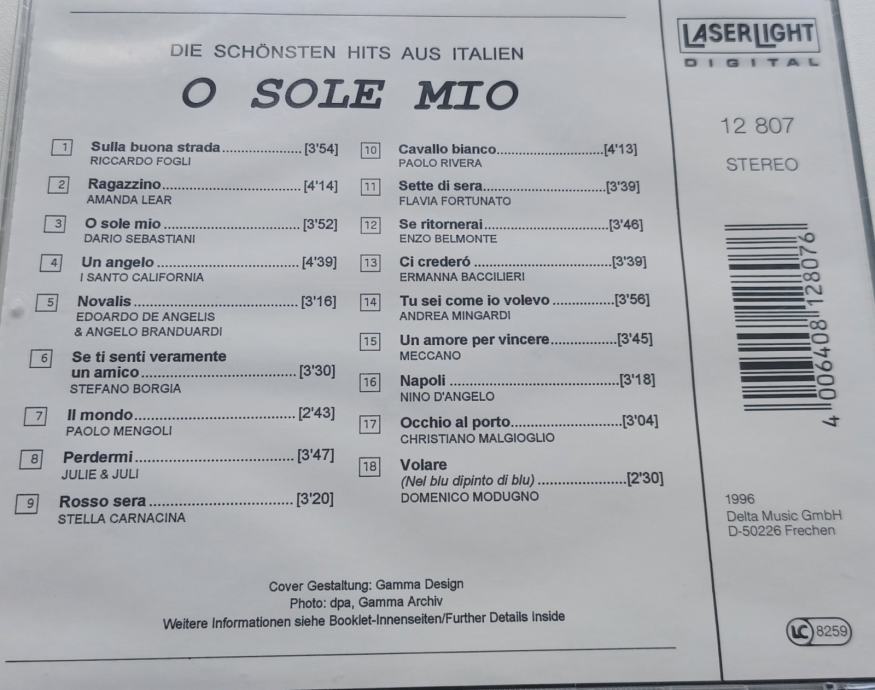 DIE SCHÖNSTEN HITS AUS ITALIEN
O SOLE MIO
1 Sulla buona strada [3'54]
RICCARDO FOGLI
2 Ragazzino [4'14]
AMANDA LEAR
3 O sole mio [3'52]
DARIO SEBASTIANI
4 Un angelo [4'39]
I SANTO CALIFORNIA
5 Novalis [3'16]
EDOARDO DE ANGELIS
& ANGELO BRANDUARDI
6 Se ti senti veramente
un amico [3'30]
STEFANO BORGIA
7 Il mondo [2'43]
PAOLO MENGOLI
8 Perdermi [3'47]
JULIE & JULI
9 Rosso sera [3'20]
STELLA CARNACINA
10 Cavallo bianco [4'13]
PAOLO RIVERA
11 Sette di sera [3'39]
FLAVIA FORTUNATO
12 Se ritornerai [3'46]
ENZO BELMONTE
13 Ci crederó [3'39]
ERMANNA BACCILIERI
14 Tu sei come io volevo [3'56]
ANDREA MINGARDI
15 Un amore per vincere [3'45]
MECCANO
16 Napoli [3'18]
NINO D'ANGELO
17 Occhio al porto [3'04]
CHRISTIANO MALGIOGLIO
18 Volare
(Nel blu dipinto di blu) [2'30]
DOMENICO MODUGNO
Cover Gestaltung: Gamma Design
Photo: dpa, Gamma Archiv
Weitere Informationen siehe Booklet-Innenseiten/Further Details Inside
LASERLIGHT
DIGITAL
12 807
STEREO
4 006408 128076
1996
Delta Music GmbH
D-50226 Frechen
LC 8259